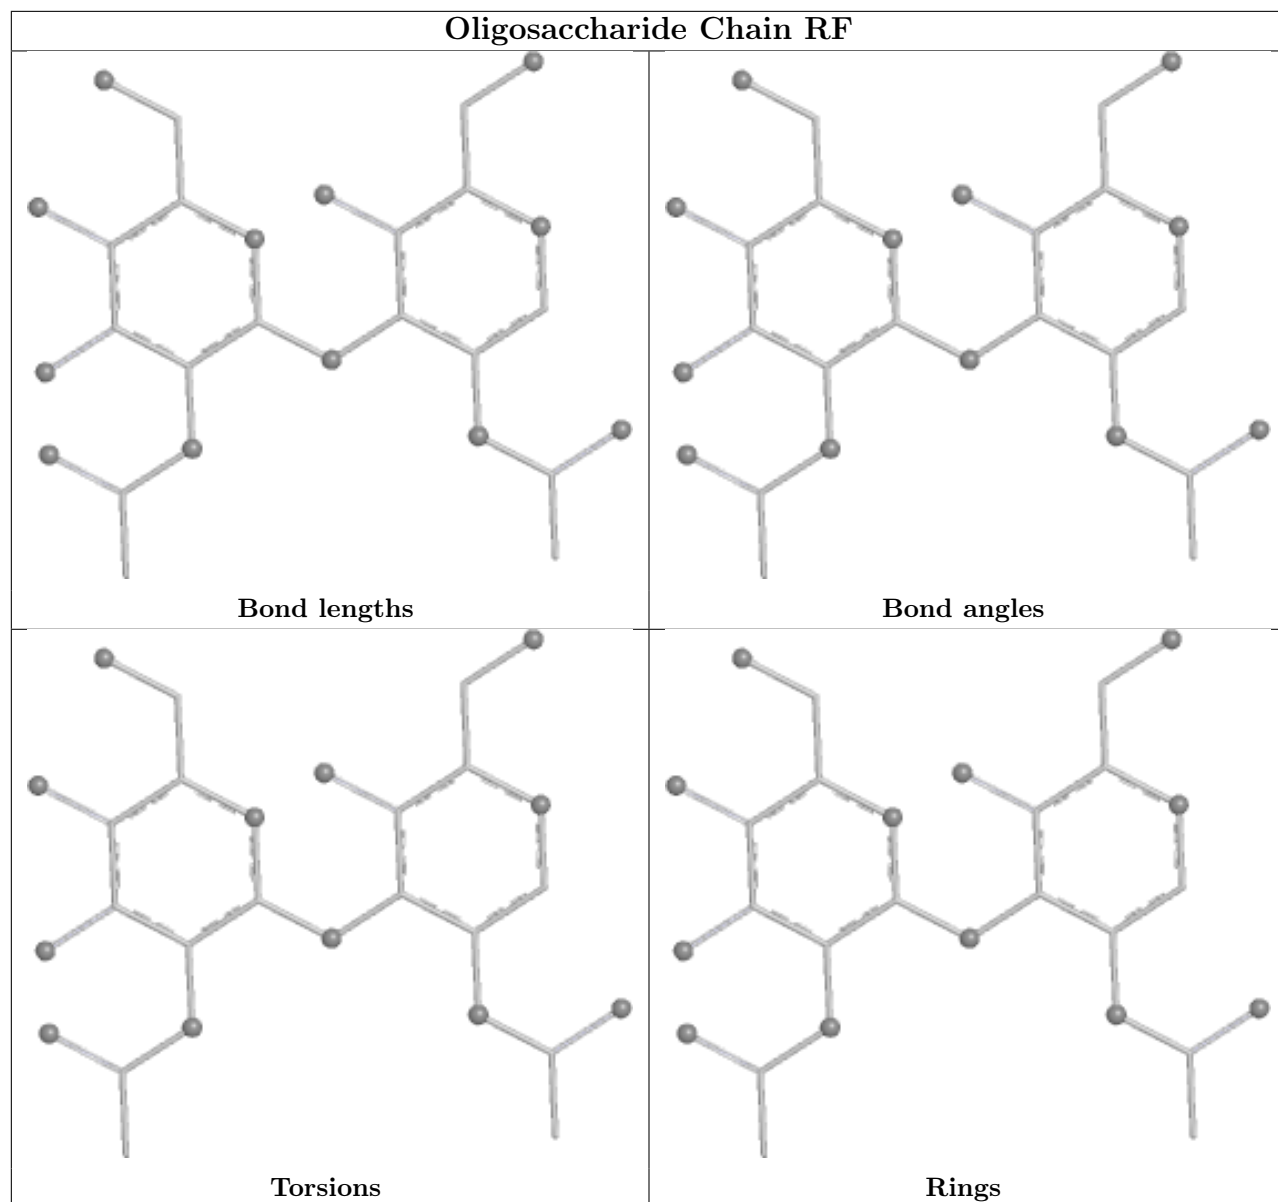 Oligosaccharide Chain RF
Bond lengths
Bond angles
Torsions
Rings